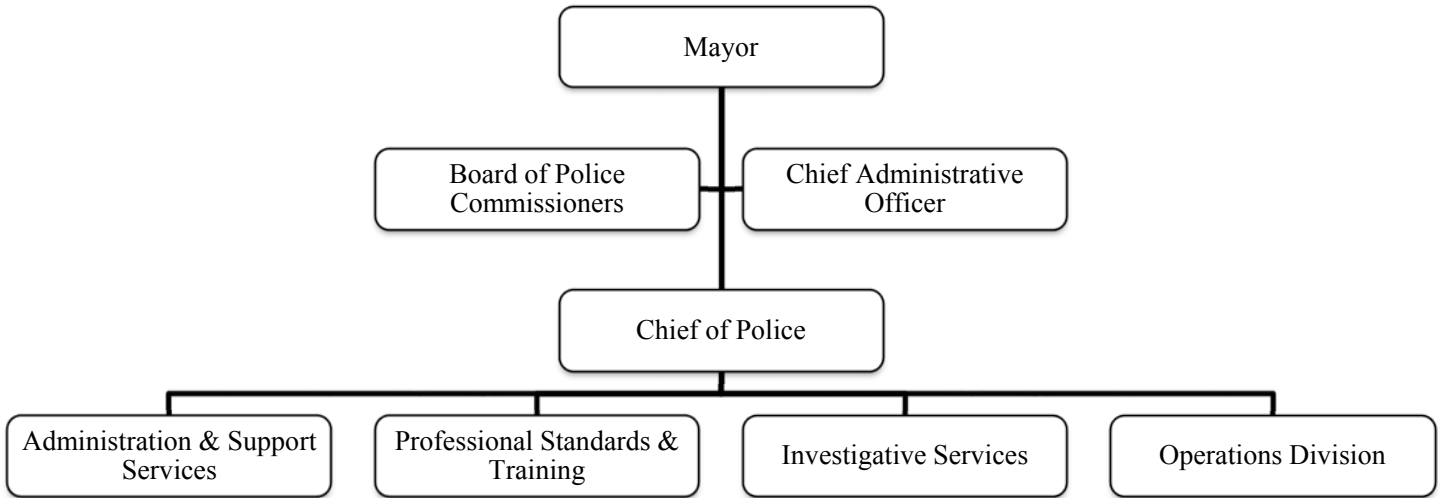 Mayor
Board of Police
Commissioners
Chief Administrative
Officer
Chief of Police
Administration & Support
Services
Professional Standards &
Training
Investigative Services
Operations Division